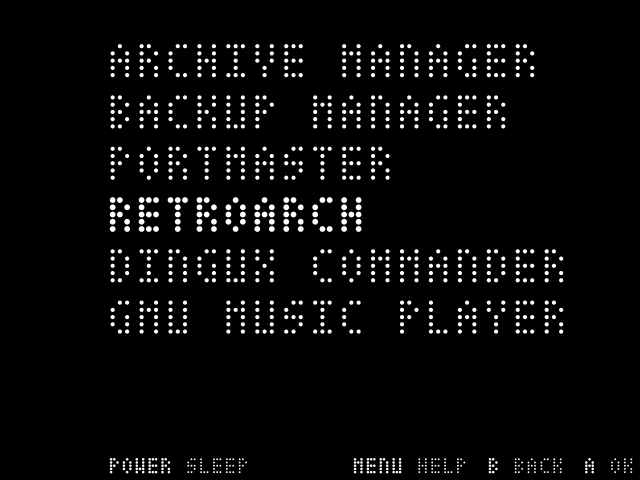 ARCHIVE MANAGER
BACKUP MANAGER
PORTMASTER
RETROARCH
DINGUX COMMANDER
GMU MUSIC PLAYER
POWER SLEEP MENU HELP B BACK A OK